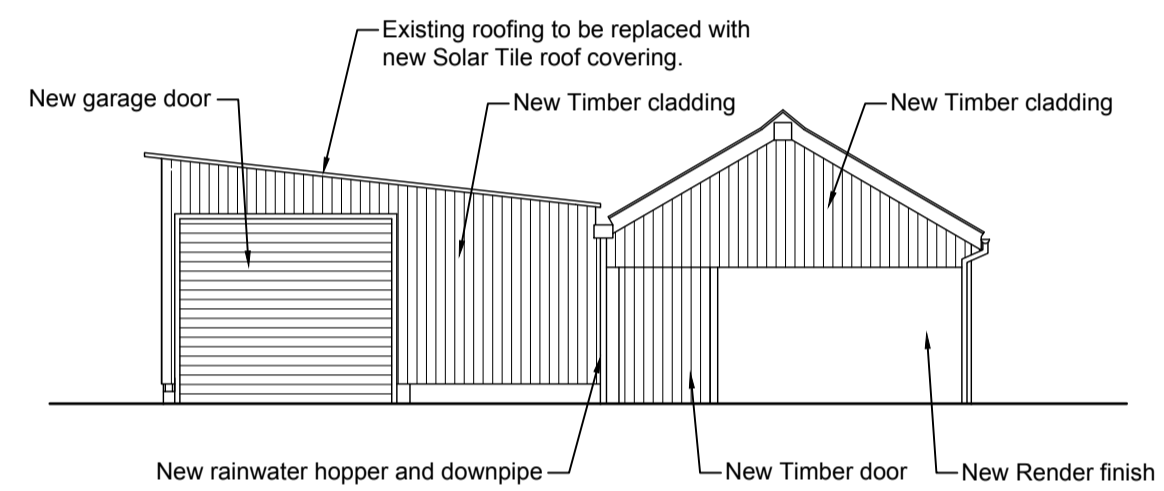 Existing roofing to be replaced with
new Solar Tile roof covering.
New garage door
New Timber cladding
New Timber cladding
New rainwater hopper and downpipe
New Timber door
New Render finish